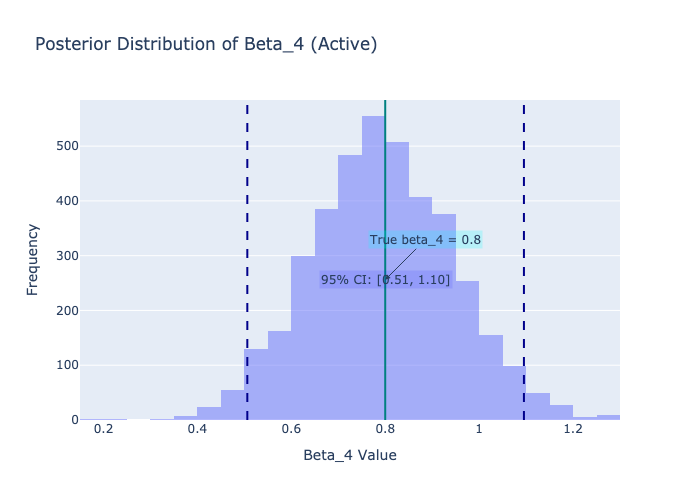 Posterior Distribution of Beta_4 (Active)
Frequency
500
400
300
200
100
0
True beta_4 = 0.8
95% CI: [0.51, 1.10]
0.2
0.4
0.6
0.8
1
1.2
Beta_4 Value